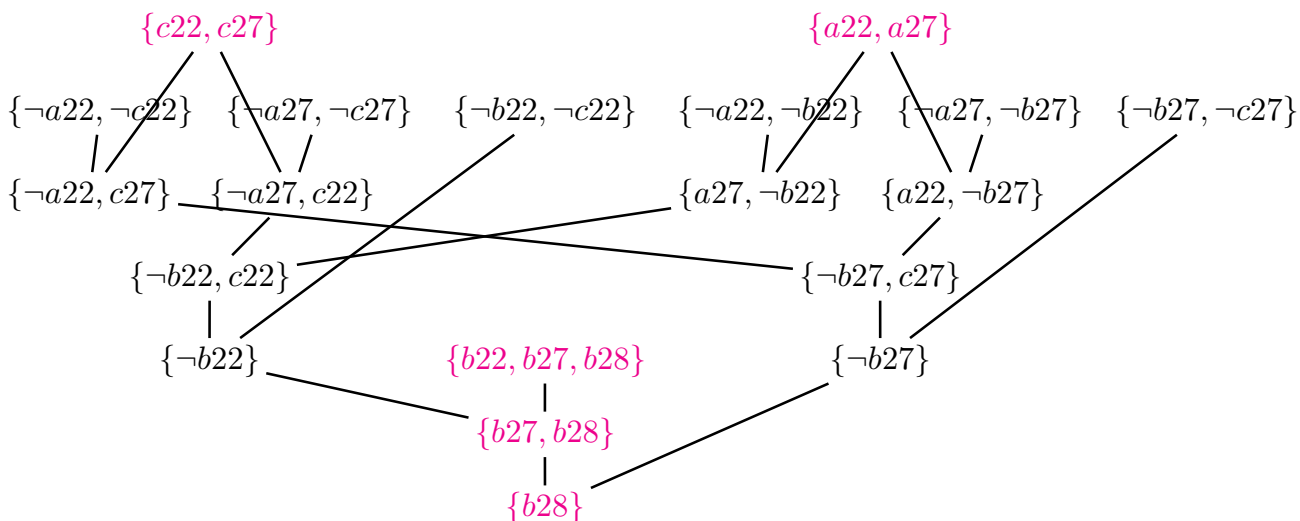 {c22, c27} {a22, a27}
{¬a22, ¬c22} {¬a27, ¬c27} {¬b22, ¬c22} {¬a22, ¬b22} {¬a27, ¬b27} {¬b27, ¬c27}
{¬a22, c27} {¬a27, c22} {a27, ¬b22} {a22, ¬b27}
{¬b22, c22} {¬b27, c27}
{¬b22} {b22, b27, b28} {¬b27}
{b27, b28}
{b28}